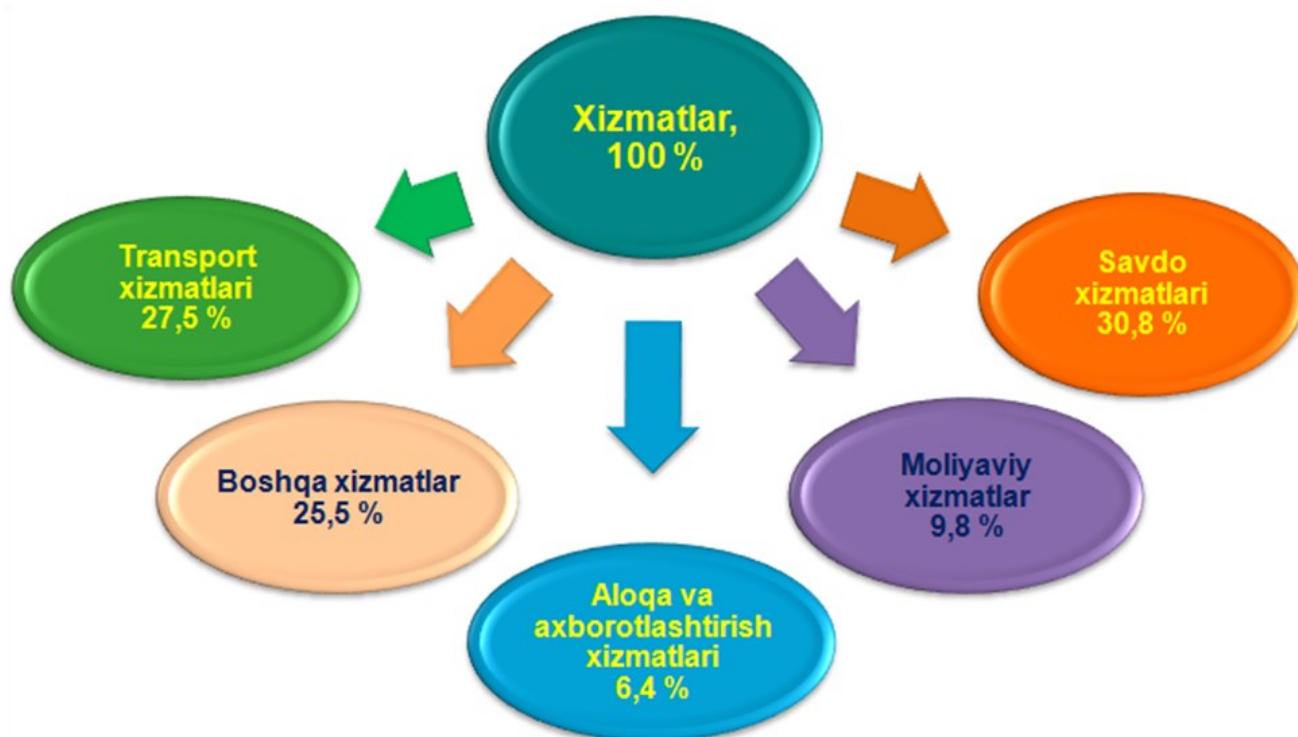 Xizmatlar,
100 %
Transport
xizmatlari
27,5 %
Savdo
xizmatlari
30,8 %
Boshqa xizmatlar
25,5 %
Moliyaviy
xizmatlar
9,8 %
Aloqa va
axborotlashtirish
xizmatlari
6,4 %